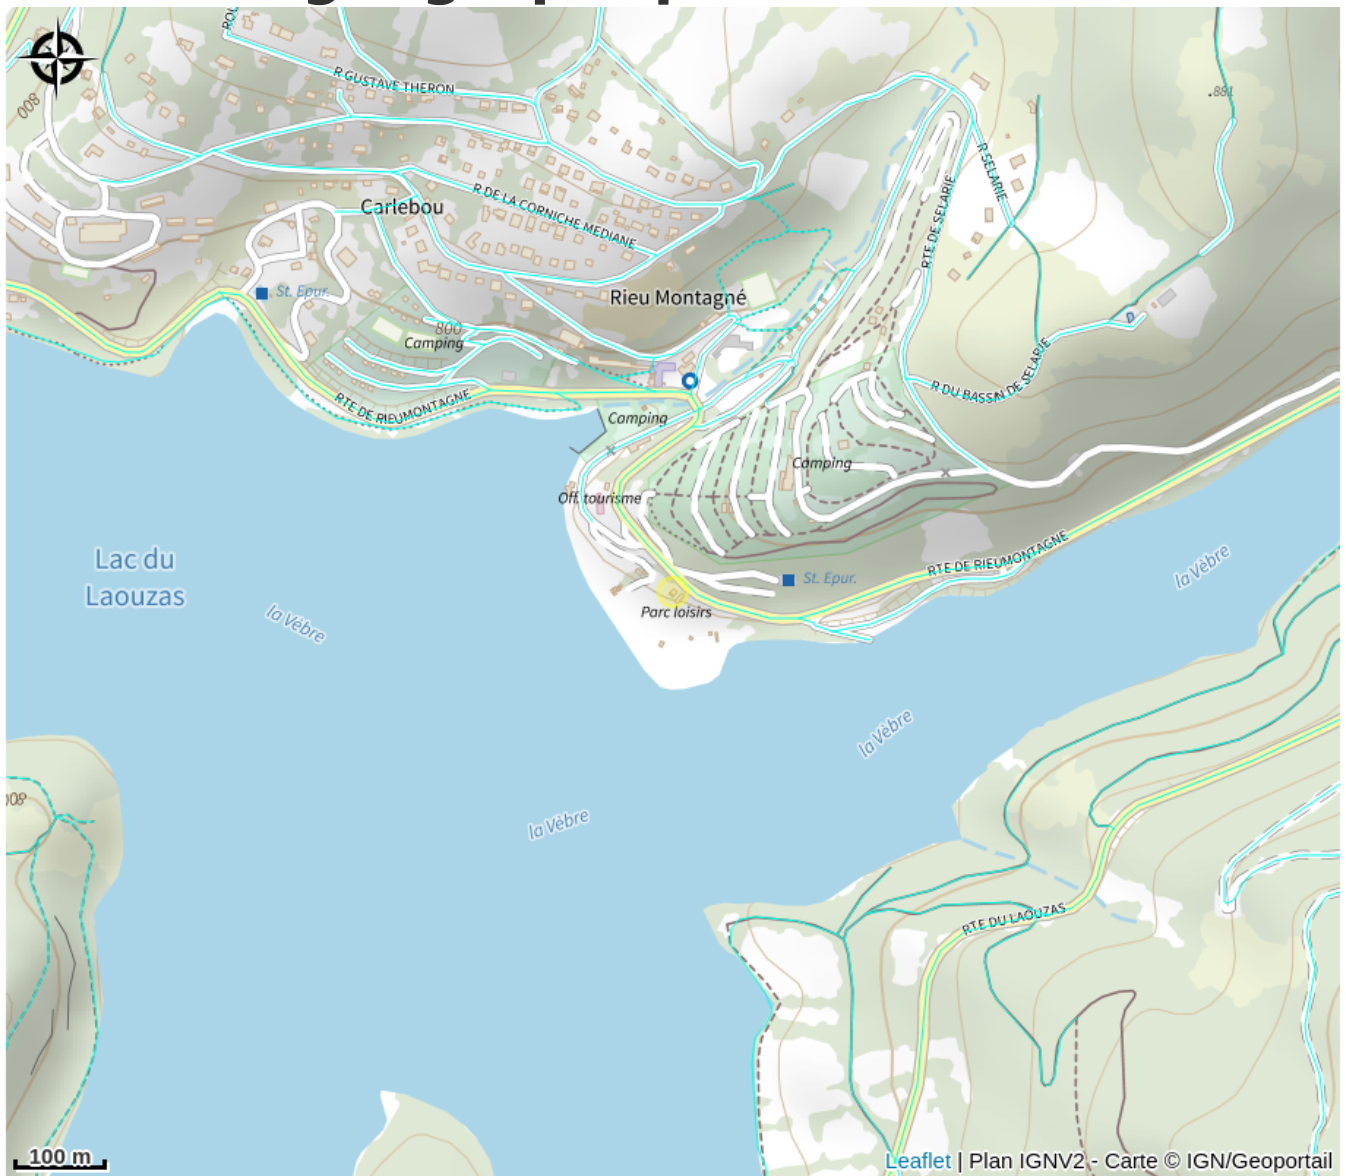 R GUSTAVE THERON
800
.881
R SELARIE
R DE LA CORNICHE MEDIANE
Carlebou
RTE DE SELARIE
St. Epur.
Rieu Montagné
800
Camping
R DU BASSIN DE SELARIE
RTE DE RIEUMONTAGNE
Camping
Camping
Off. tourisme
RTE DE RIEUMONTAGNE
Lac du
Laouzas
la Vèbre
St. Epur.
Parc loisirs
la Vèbre
la Vèbre
la Vèbre
RTE DU LAOUZAS
100 m
Leaflet | Plan IGNV2 - Carte © IGN/Geoportail